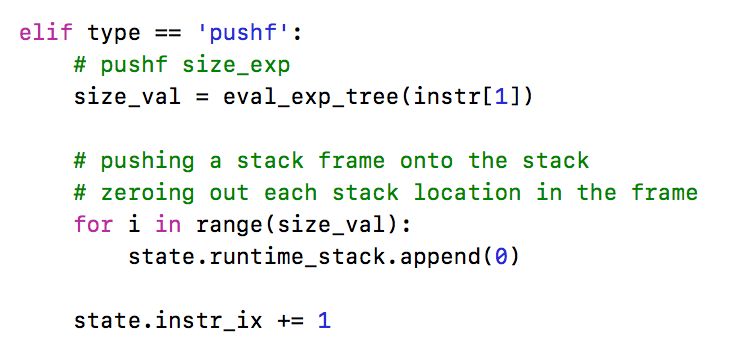 elif type == 'pushf':
    # pushf size_exp
    size_val = eval_exp_tree(instr[1])

    # pushing a stack frame onto the stack
    # zeroing out each stack location in the frame
    for i in range(size_val):
        state.runtime_stack.append(0)

    state.instr_ix += 1